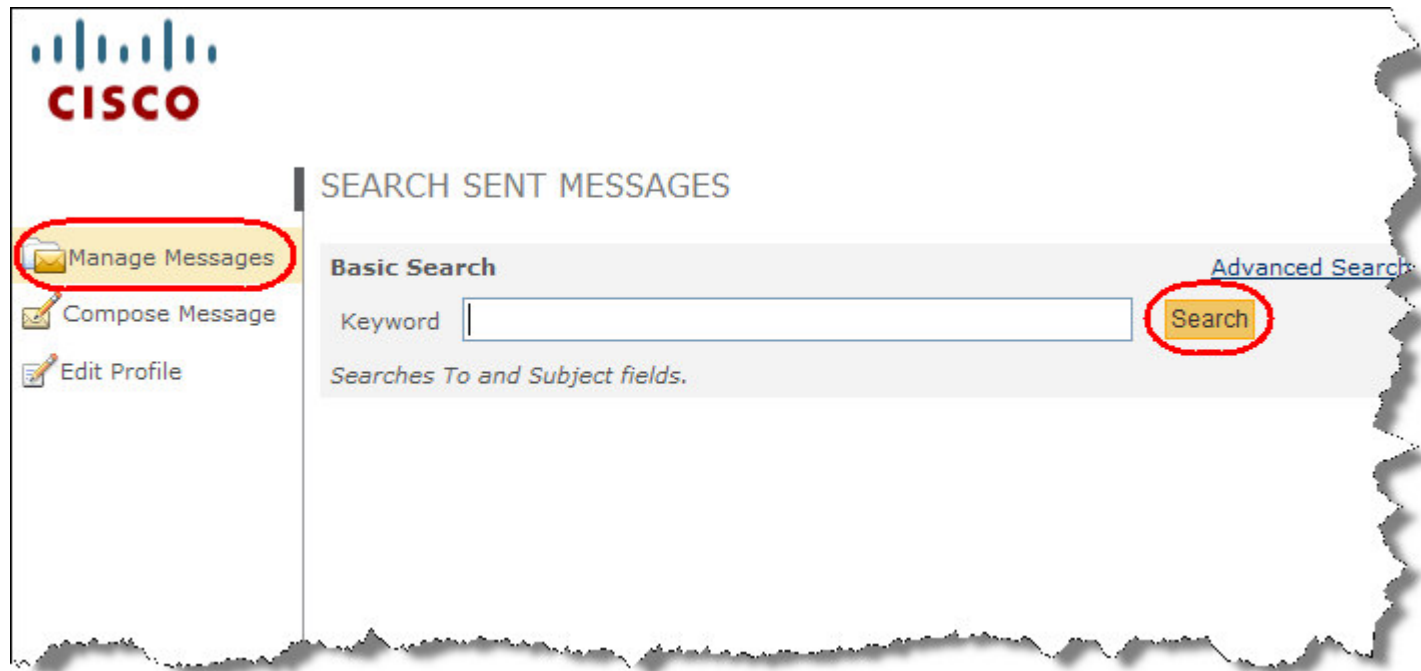 CISCO
SEARCH SENT MESSAGES
Manage Messages
Compose Message
Edit Profile
Basic Search
Advanced Search
Keyword
Search
Searches To and Subject fields.